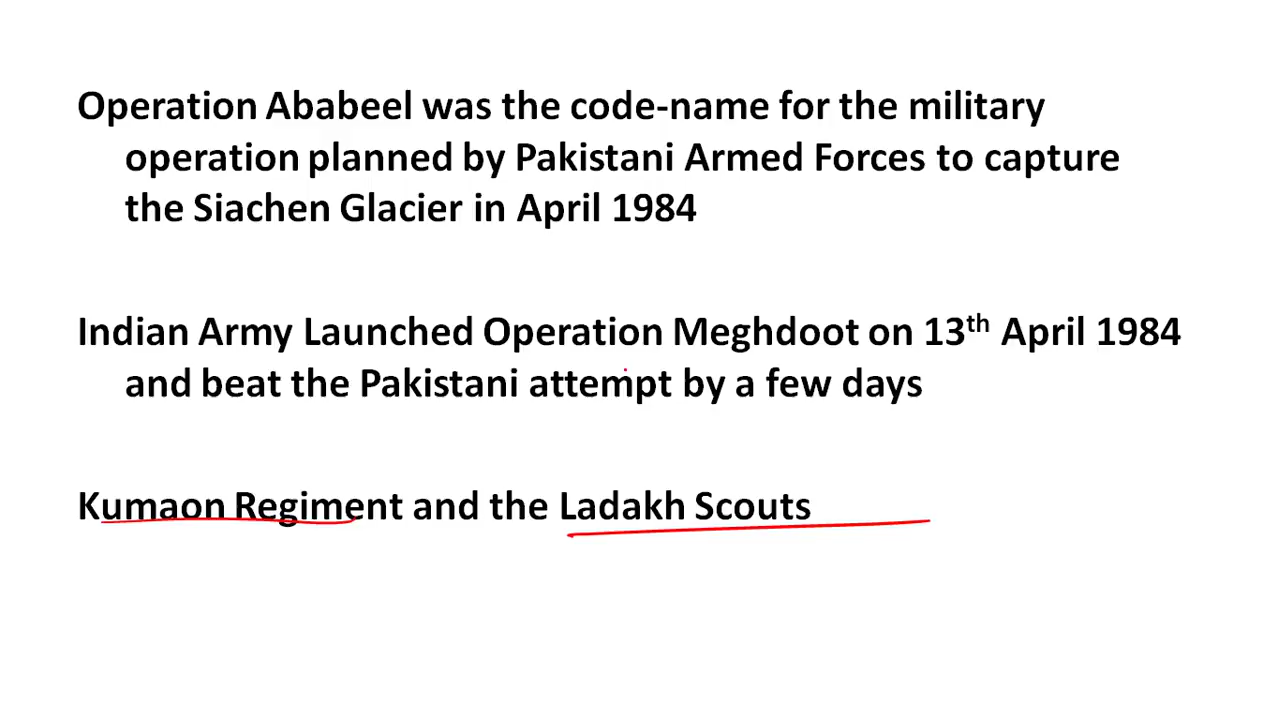 Operation Ababeel was the code-name for the military
operation planned by Pakistani Armed Forces to capture
the Siachen Glacier in April 1984
Indian Army Launched Operation Meghdoot on 13th April 1984
and beat the Pakistani attempt by a few days
Kumaon Regiment and the Ladakh Scouts